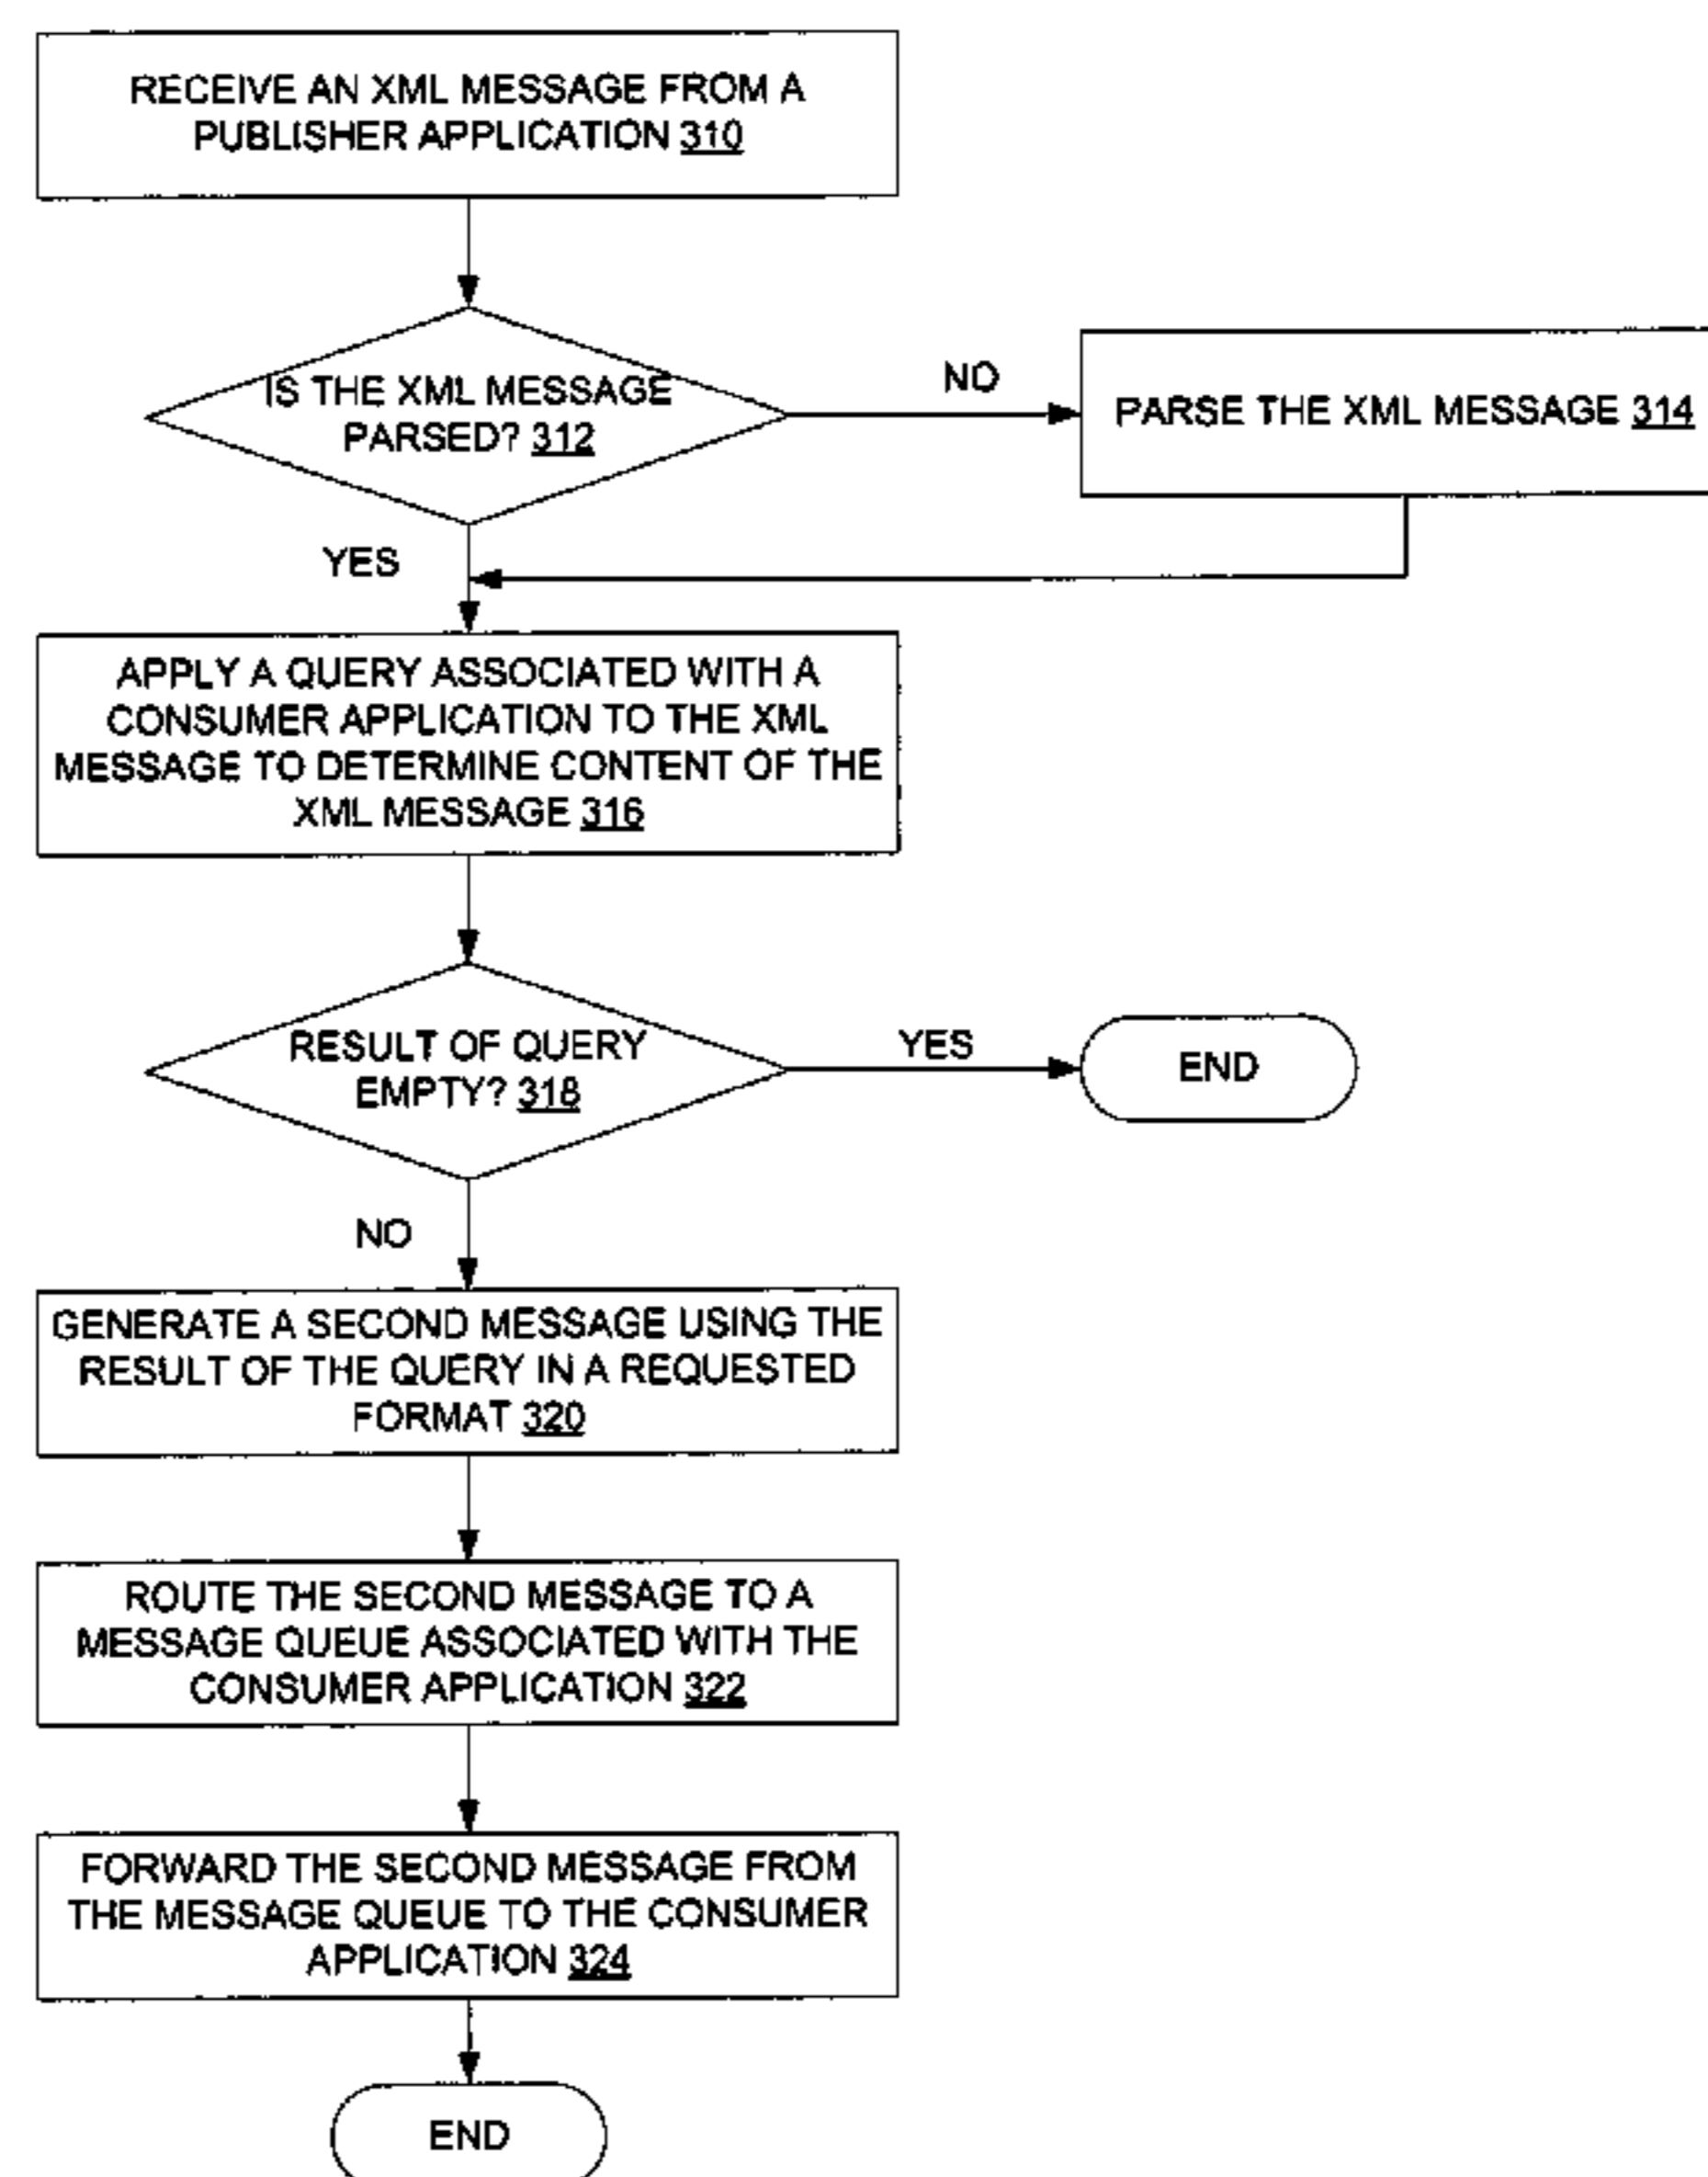 RECEIVE AN XML MESSAGE FROM A
PUBLISHER APPLICATION 310
IS THE XML MESSAGE
PARSED? 312
NO
PARSE THE XML MESSAGE 314
YES
APPLY A QUERY ASSOCIATED WITH A
CONSUMER APPLICATION TO THE XML
MESSAGE TO DETERMINE CONTENT OF THE
XML MESSAGE 316
RESULT OF QUERY
EMPTY? 318
YES
END
NO
GENERATE A SECOND MESSAGE USING THE
RESULT OF THE QUERY IN A REQUESTED
FORMAT 320
ROUTE THE SECOND MESSAGE TO A
MESSAGE QUEUE ASSOCIATED WITH THE
CONSUMER APPLICATION 322
FORWARD THE SECOND MESSAGE FROM
THE MESSAGE QUEUE TO THE CONSUMER
APPLICATION 324
END